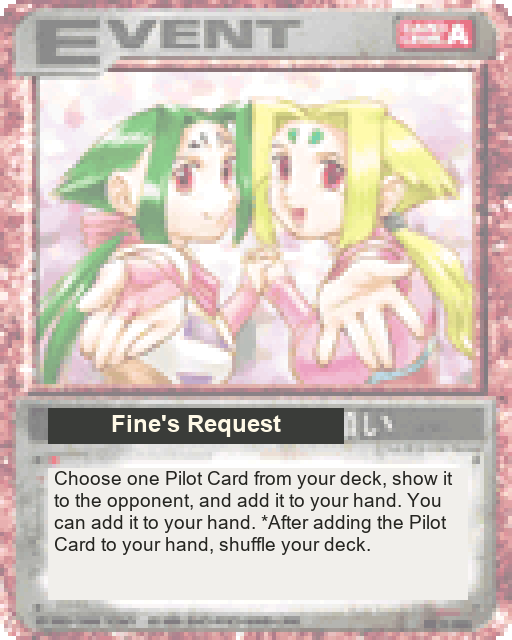 EVENT
CARD LEVEL A
Fine's Request
Choose one Pilot Card from your deck, show it
to the opponent, and add it to your hand. You
can add it to your hand. *After adding the Pilot
Card to your hand, shuffle your deck.